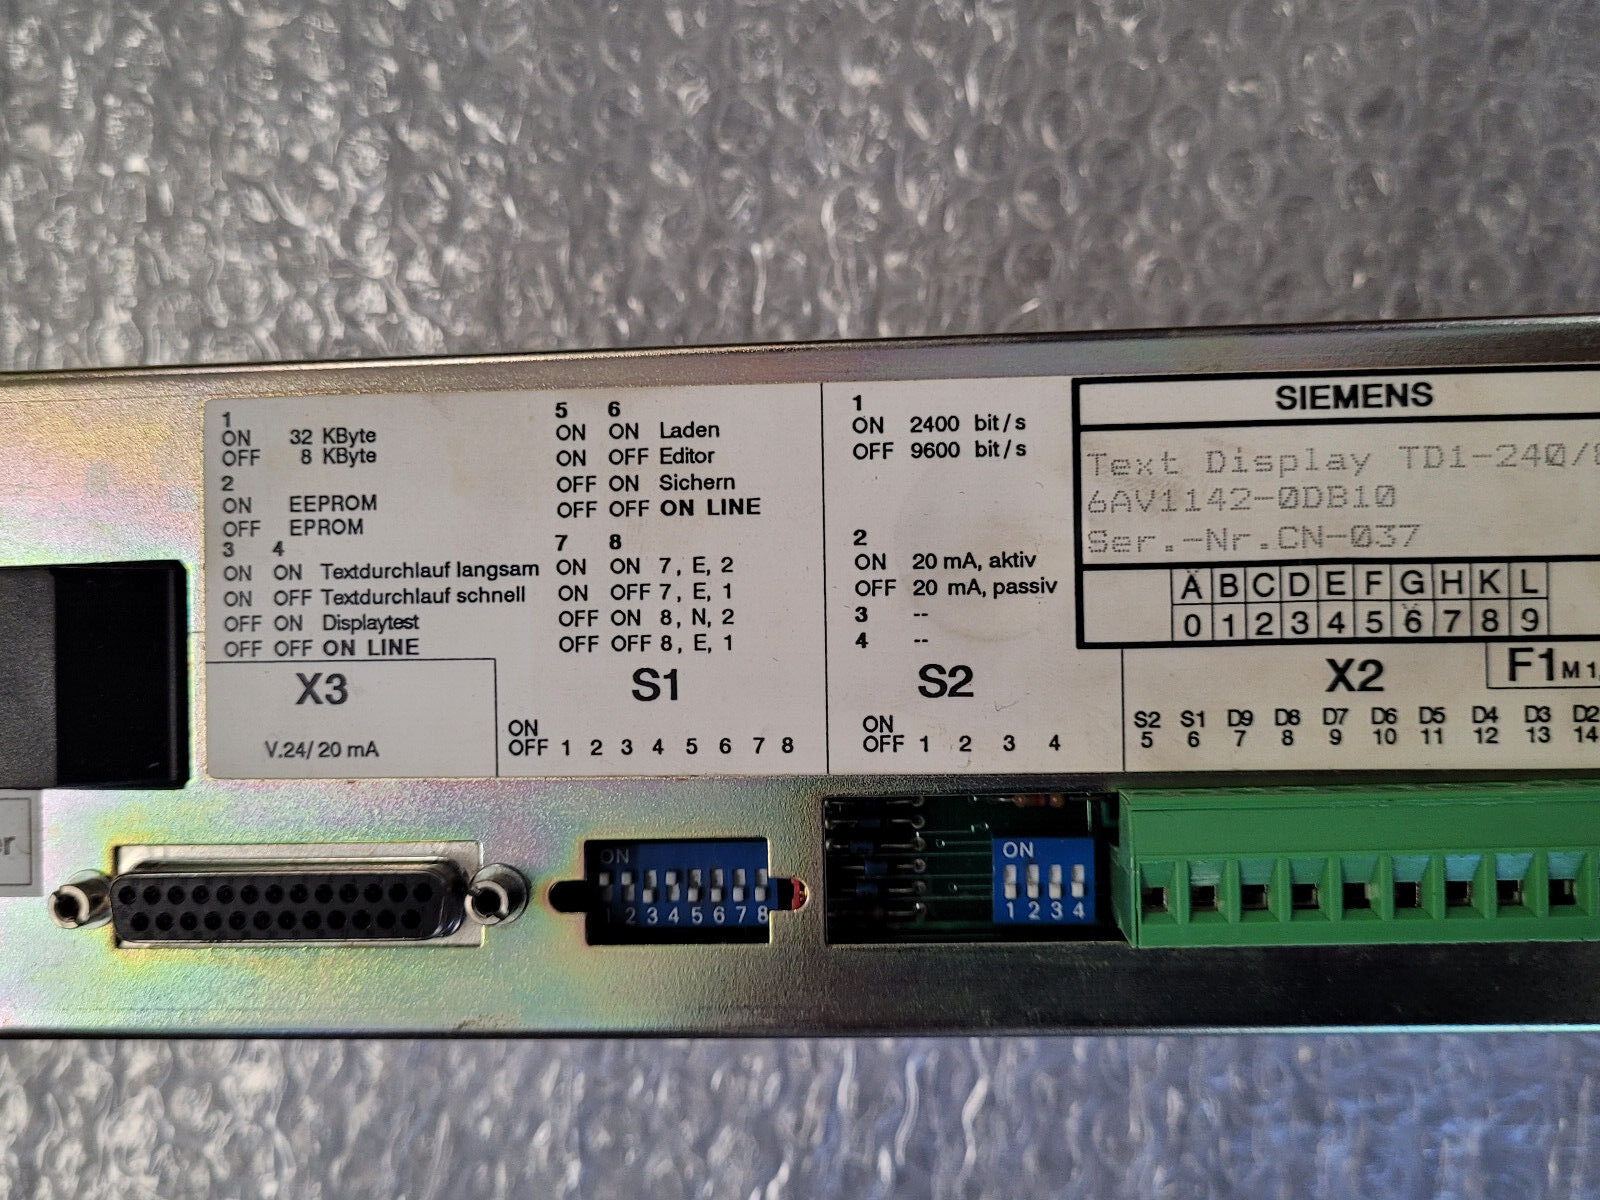 1
ON 32 KByte
OFF 8 KByte
2
ON EEPROM
OFF EPROM
3 4
ON ON Textdurchlauf langsam
ON OFF Textdurchlauf schnell
OFF ON Displaytest
OFF OFF ON LINE
X3
V.24/20 mA
5 6
ON ON Laden
ON OFF Editor
OFF ON Sichern
OFF OFF ON LINE
7 8
ON ON 7, E, 2
ON OFF 7, E, 1
OFF ON 8, N, 2
OFF OFF 8, E, 1
S1
ON
OFF 1 2 3 4 5 6 7 8
1
ON 2400 bit/s
OFF 9600 bit/s
2
ON 20 mA, aktiv
OFF 20 mA, passiv
3 --
4 --
S2
ON
OFF 1 2 3 4
SIEMENS
Text Display TD1-240/8
6AV1142-0DB10
Ser.-Nr.CN-037
A B C D E F G H K L
0 1 2 3 4 5 6 7 8 9
X2
F1 M 1,
S2 S1 D9 D8 D7 D6 D5 D4 D3 D2
5 6 7 8 9 10 11 12 13 14
er
ON
1 2 3 4 5 6 7 8
ON
1 2 3 4